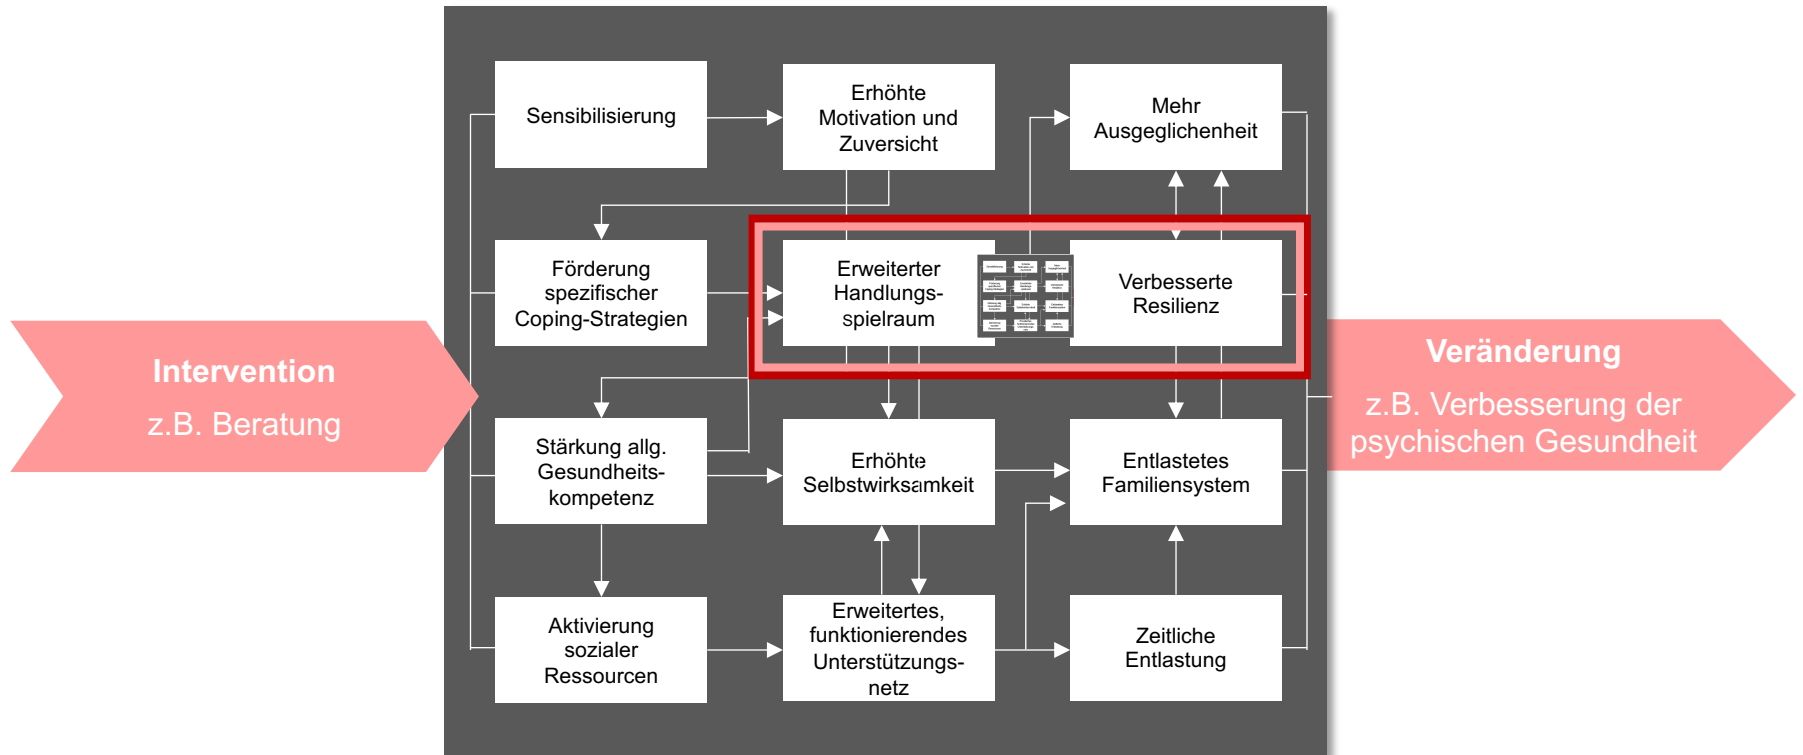 Intervention
z.B. Beratung
Sensibilisierung
Erhöhte
Motivation und
Zuversicht
Mehr
Ausgeglichenheit
Förderung
spezifischer
Coping-Strategien
Erweiterter
Handlungs-
spielraum
Verbesserte
Resilienz
Stärkung allg.
Gesundheits-
kompetenz
Erhöhte
Selbstwirksamkeit
Entlastetes
Familiensystem
Aktivierung
sozialer
Ressourcen
Erweitertes,
funktionierendes
Unterstützungs-
netz
Zeitliche
Entlastung
Veränderung
z.B. Verbesserung der
psychischen Gesundheit